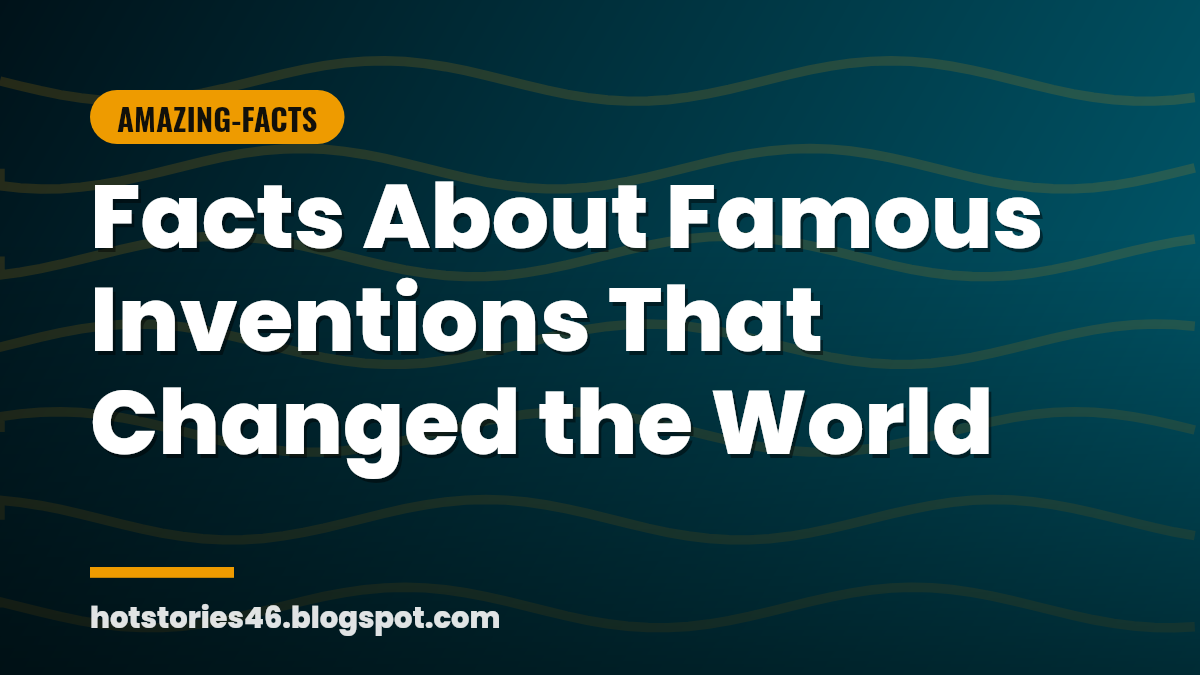 AMAZING-FACTS
Facts About Famous
Inventions That
Changed the World
hotstories46.blogspot.com